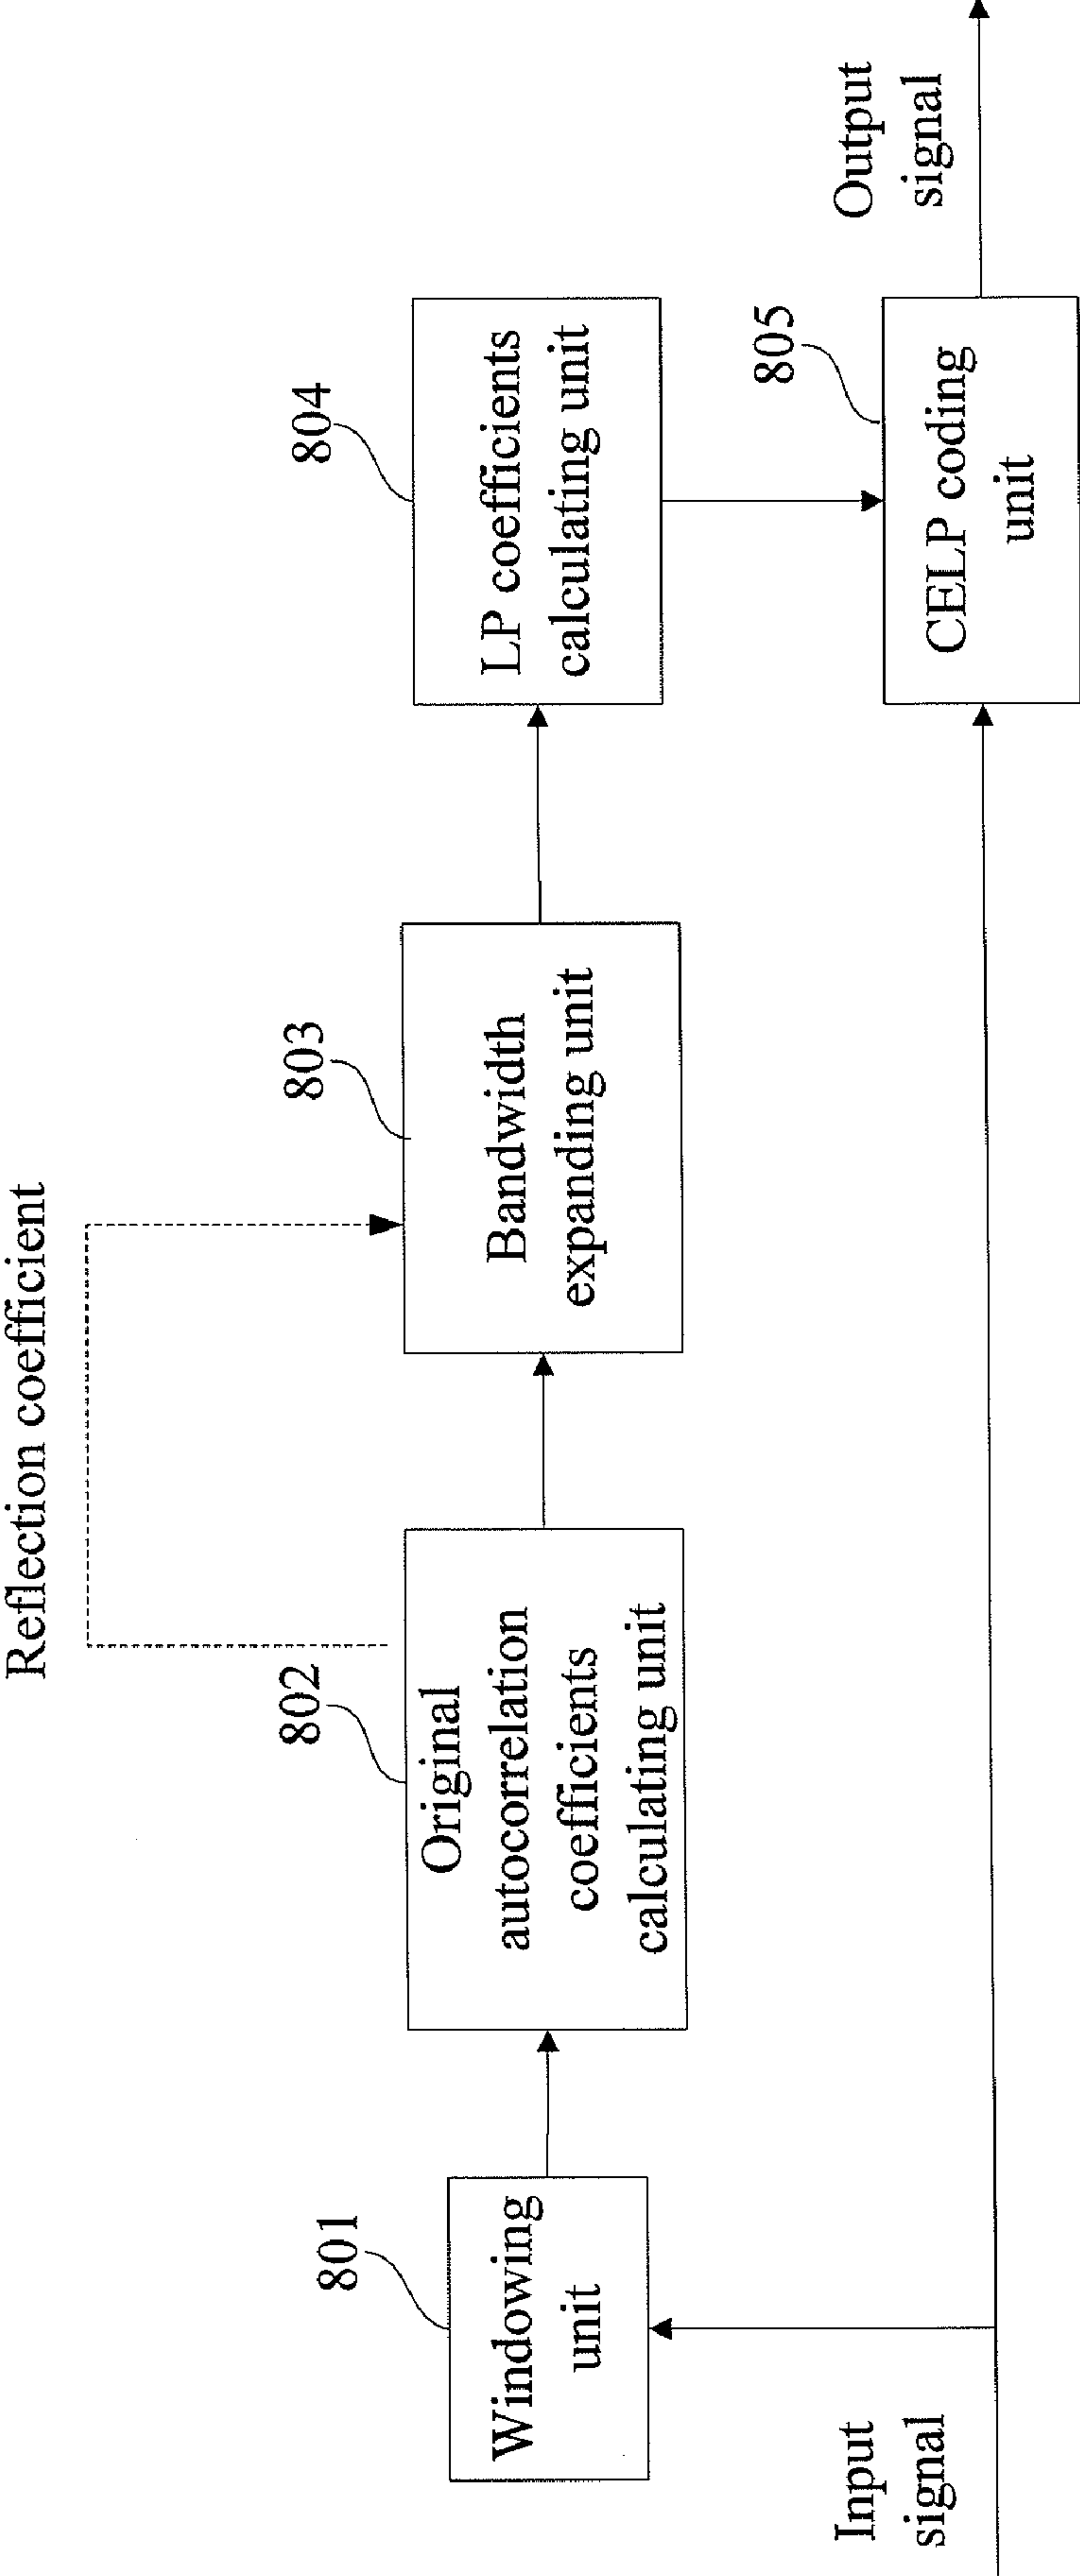 Reflection coefficient
801
Windowing
unit
802
Original
autocorrelation
coefficients
calculating unit
803
Bandwidth
expanding unit
804
LP coefficients
calculating unit
Input
signal
805
CELP coding
unit
Output
signal